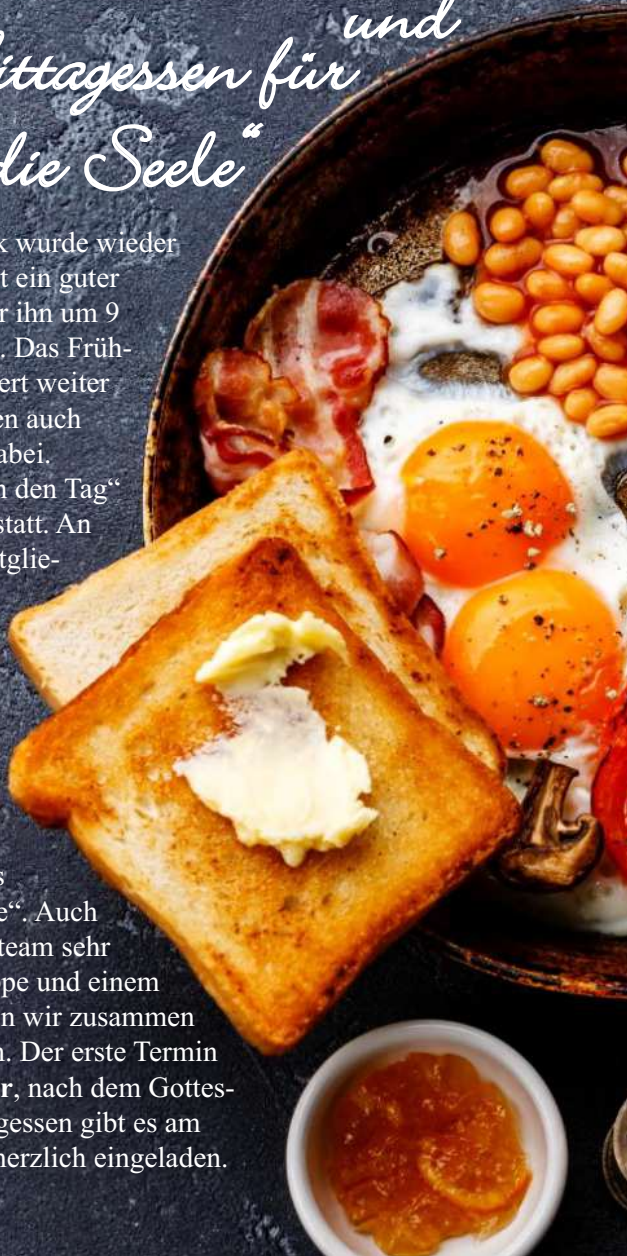 und
ittagessen für
die Seele“
k wurde wieder
t ein guter
r ihn um 9
. Das Früh-
ert weiter
en auch
abei.
n den Tag“
statt. An
tglie-
s
e“. Auch
team sehr
ppe und einem
n wir zusammen
n. Der erste Termin
r, nach dem Gottes-
gessen gibt es am
herzlich eingeladen.